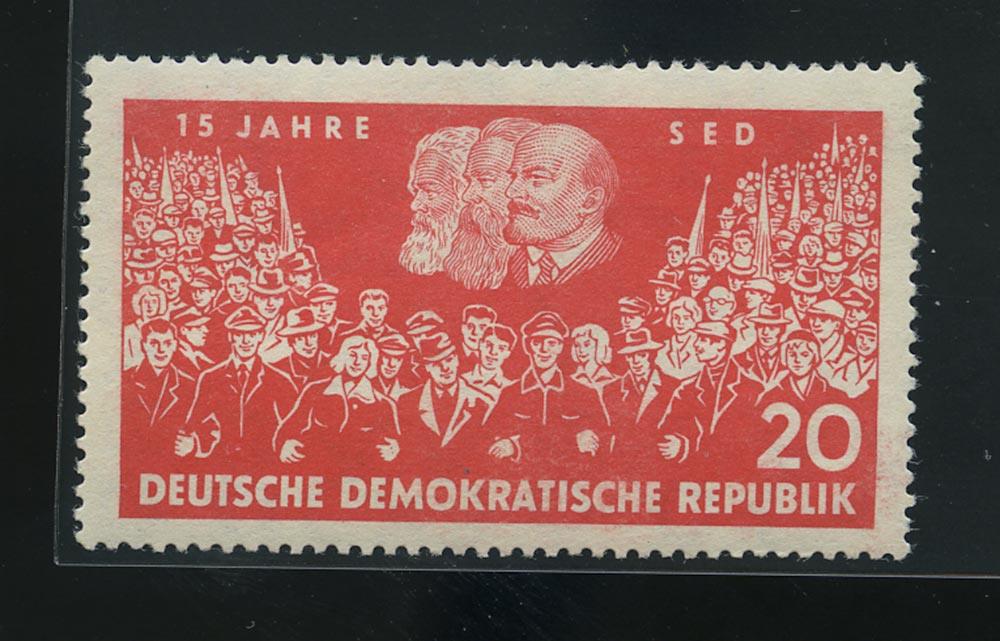 15 JAHRE SED
20
DEUTSCHE DEMOKRATISCHE REPUBLIK